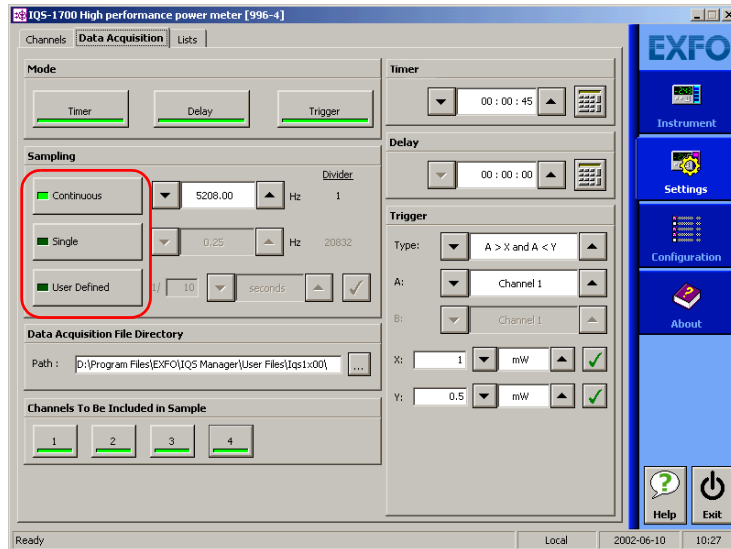 IQS-1700 High performance power meter [996-4]
Channels Data Acquisition Lists
Mode
Timer Delay Trigger
Sampling
Divider
Continuous 5208.00 Hz 1
Single 0.25 Hz 20832
User Defined 1/ 10 seconds
Data Acquisition File Directory
Path : D:\Program Files\EXFO\IQS Manager\User Files\Iqs1x00\ ...
Channels To Be Included in Sample
1 2 3 4
Timer
00 : 00 : 45
Delay
00 : 00 : 00
Trigger
Type: A > X and A < Y
A: Channel 1
B: Channel 1
X: 1 mW
Y: 0.5 mW
EXFO
Instrument
Settings
Configuration
About
Help Exit
Ready Local 2002-06-10 10:27